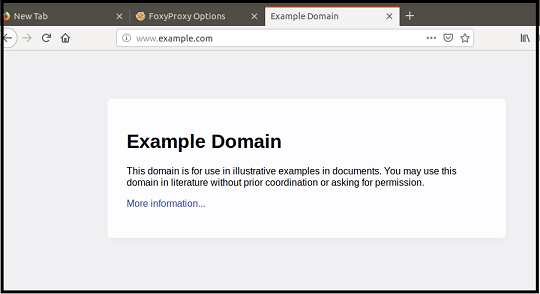 New Tab
FoxyProxy Options
Example Domain
www.example.com
Example Domain
This domain is for use in illustrative examples in documents. You may use this
domain in literature without prior coordination or asking for permission.
More information...